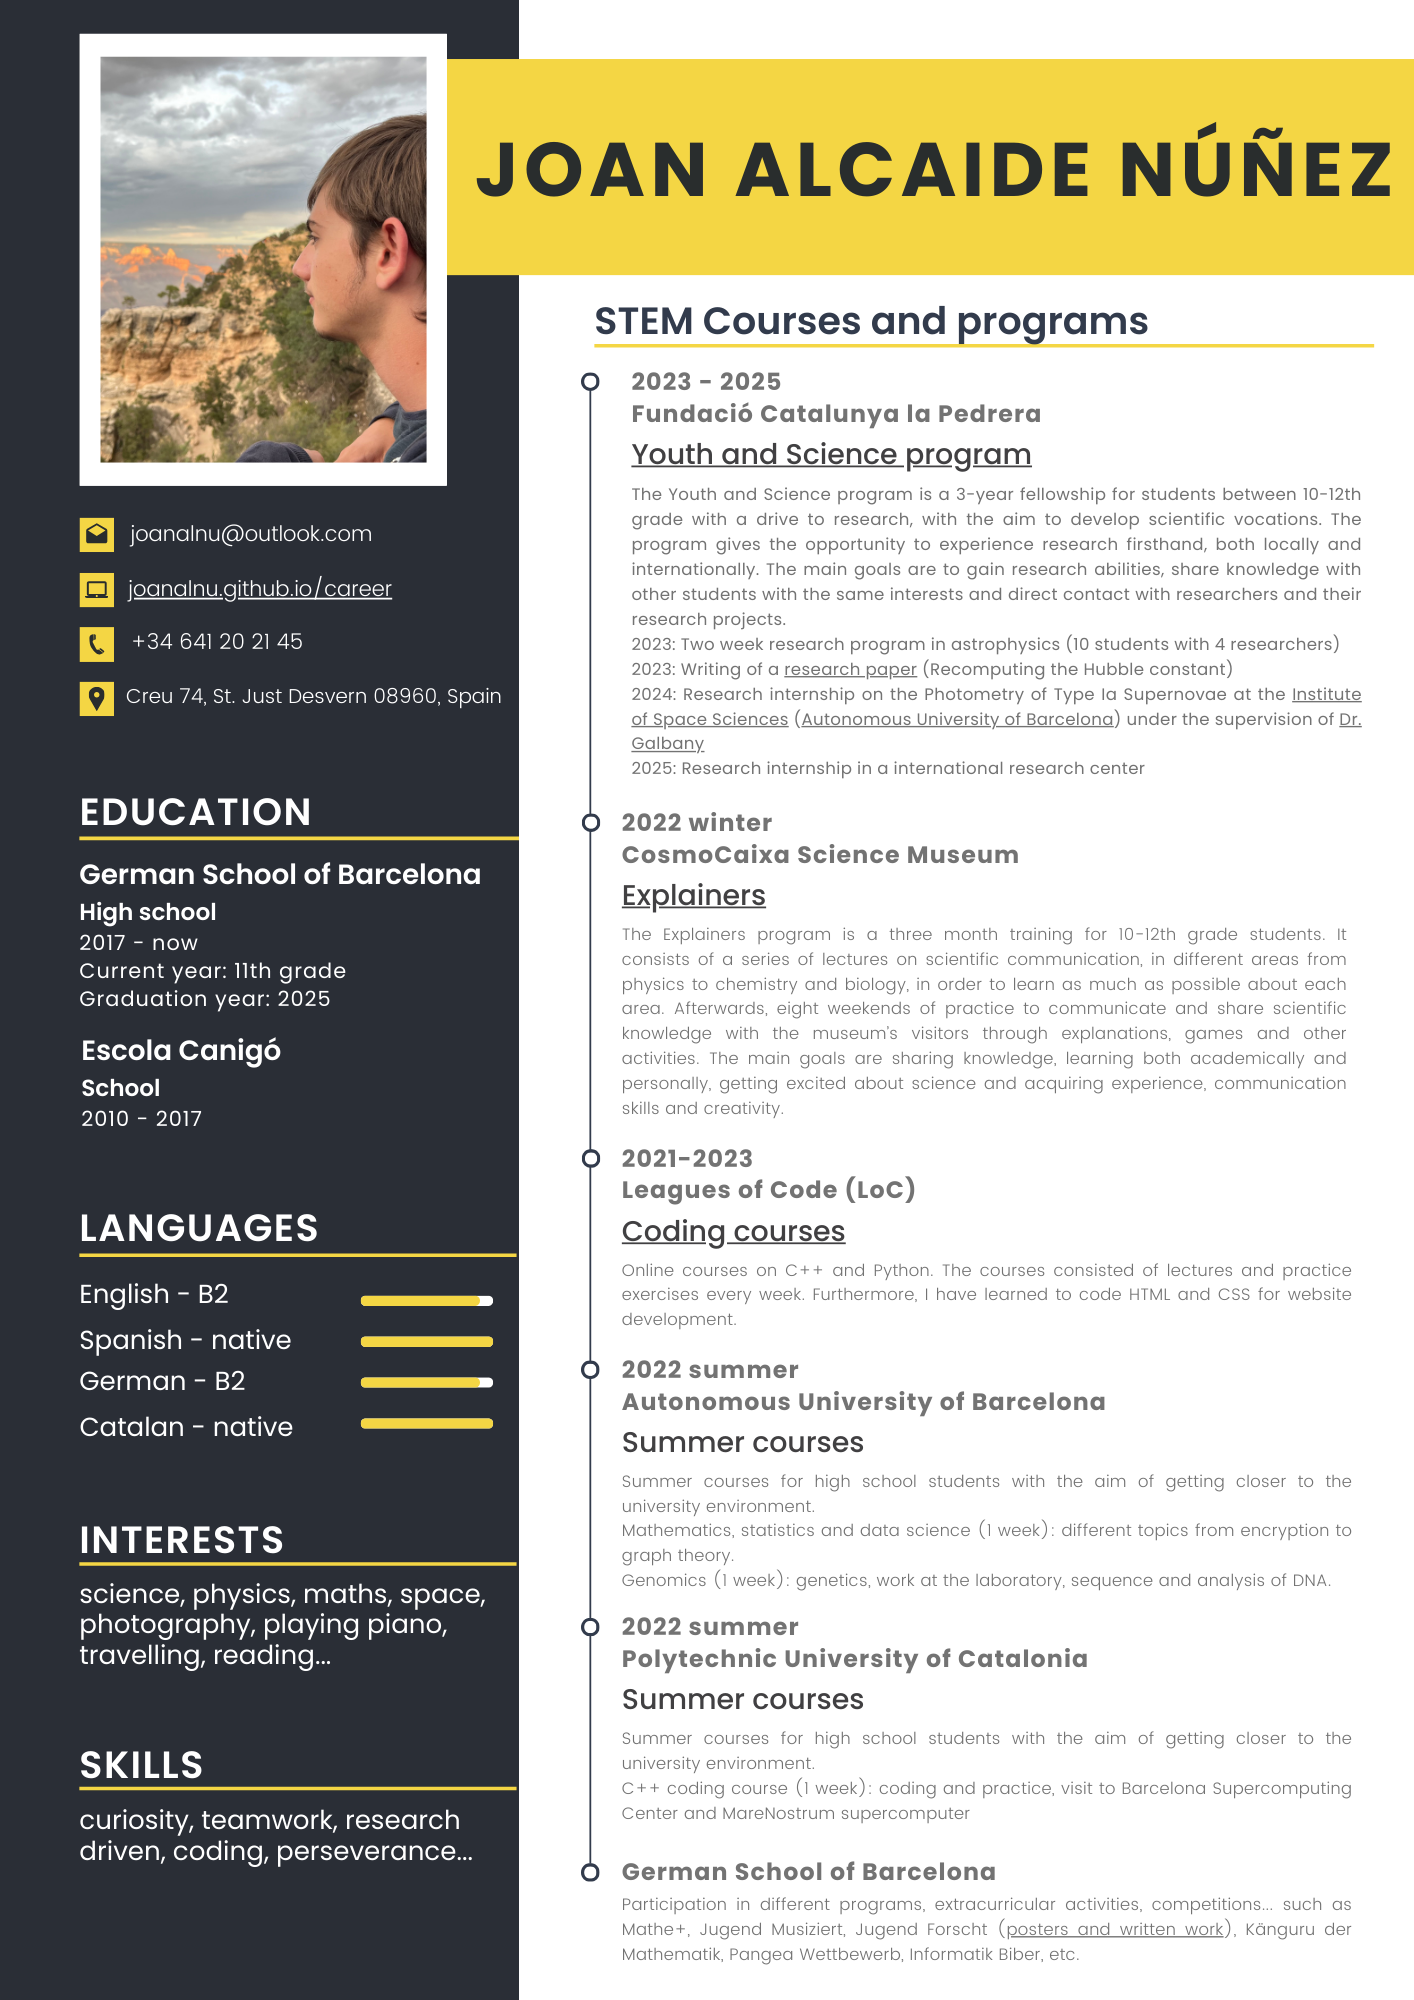 JOAN ALCAIDE NÚÑEZ
joanalnu@outlook.com
joanalnu.github.io/career
+34 641 20 21 45
Creu 74, St. Just Desvern 08960, Spain
EDUCATION
German School of Barcelona
High school
2017 - now
Current year: 11th grade
Graduation year: 2025
Escola Canigó
School
2010 - 2017
LANGUAGES
English - B2
Spanish - native
German - B2
Catalan - native
INTERESTS
science, physics, maths, space,
photography, playing piano,
travelling, reading...
SKILLS
curiosity, teamwork, research
driven, coding, perseverance...
STEM Courses and programs
2023 - 2025
Fundació Catalunya la Pedrera
Youth and Science program
The Youth and Science program is a 3-year fellowship for students between 10-12th
grade with a drive to research, with the aim to develop scientific vocations. The
program gives the opportunity to experience research firsthand, both locally and
internationally. The main goals are to gain research abilities, share knowledge with
other students with the same interests and direct contact with researchers and their
research projects.
2023: Two week research program in astrophysics (10 students with 4 researchers)
2023: Writing of a research paper (Recomputing the Hubble constant)
2024: Research internship on the Photometry of Type Ia Supernovae at the Institute
of Space Sciences (Autonomous University of Barcelona) under the supervision of Dr.
Galbany
2025: Research internship in a international research center
2022 winter
CosmoCaixa Science Museum
Explainers
The Explainers program is a three month training for 10-12th grade students. It
consists of a series of lectures on scientific communication, in different areas from
physics to chemistry and biology, in order to learn as much as possible about each
area. Afterwards, eight weekends of practice to communicate and share scientific
knowledge with the museum's visitors through explanations, games and other
activities. The main goals are sharing knowledge, learning both academically and
personally, getting excited about science and acquiring experience, communication
skills and creativity.
2021-2023
Leagues of Code (LoC)
Coding courses
Online courses on C++ and Python. The courses consisted of lectures and practice
exercises every week. Furthermore, I have learned to code HTML and CSS for website
development.
2022 summer
Autonomous University of Barcelona
Summer courses
Summer courses for high school students with the aim of getting closer to the
university environment.
Mathematics, statistics and data science (1 week): different topics from encryption to
graph theory.
Genomics (1 week): genetics, work at the laboratory, sequence and analysis of DNA.
2022 summer
Polytechnic University of Catalonia
Summer courses
Summer courses for high school students with the aim of getting closer to the
university environment.
C++ coding course (1 week): coding and practice, visit to Barcelona Supercomputing
Center and MareNostrum supercomputer
German School of Barcelona
Participation in different programs, extracurricular activities, competitions... such as
Mathe+, Jugend Musiziert, Jugend Forscht (posters and written work), Känguru der
Mathematik, Pangea Wettbewerb, Informatik Biber, etc.